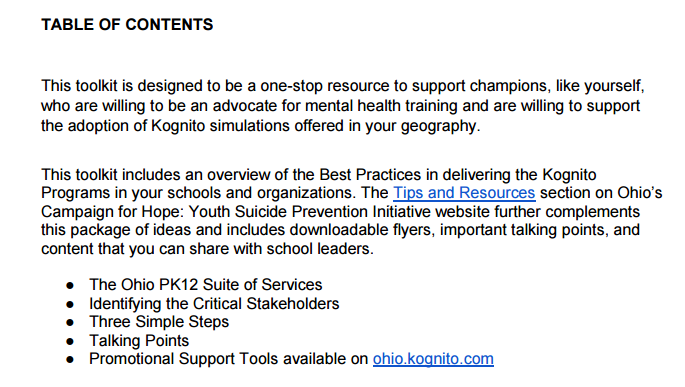 TABLE OF CONTENTS
This toolkit is designed to be a one-stop resource to support champions, like yourself,
who are willing to be an advocate for mental health training and are willing to support
the adoption of Kognito simulations offered in your geography.
This toolkit includes an overview of the Best Practices in delivering the Kognito
Programs in your schools and organizations. The Tips and Resources section on Ohio's
Campaign for Hope: Youth Suicide Prevention Initiative website further complements
this package of ideas and includes downloadable flyers, important talking points, and
content that you can share with school leaders.
● The Ohio PK12 Suite of Services
● Identifying the Critical Stakeholders
● Three Simple Steps
● Talking Points
● Promotional Support Tools available on ohio.kognito.com